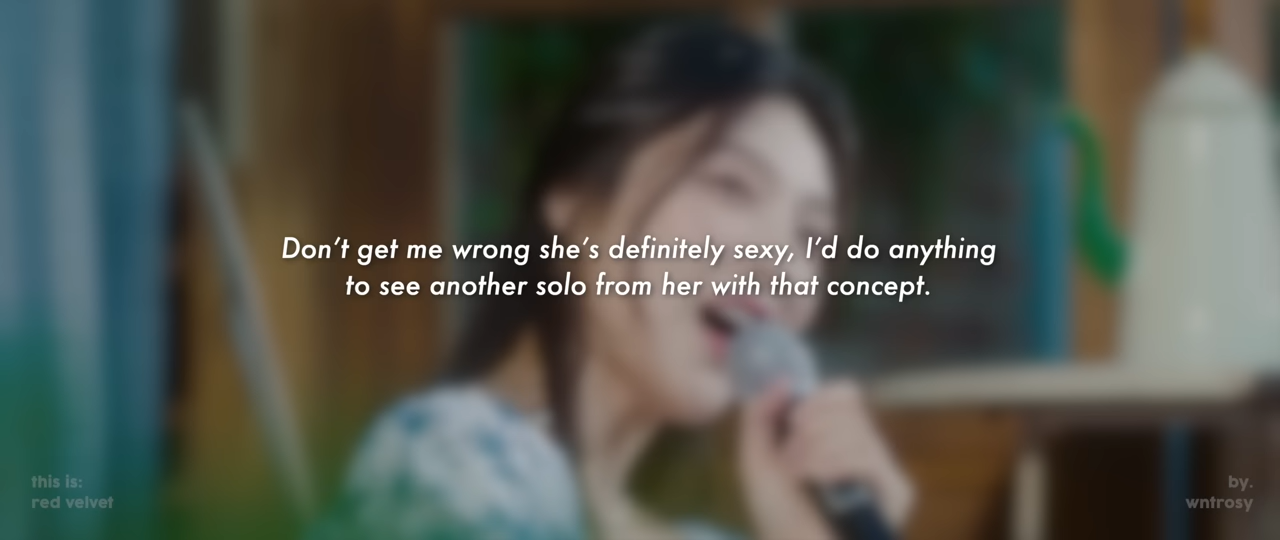 Don't get me wrong she's definitely sexy, I'd do anything
to see another solo from her with that concept.
this is:
red velvet
by.
wntrosy